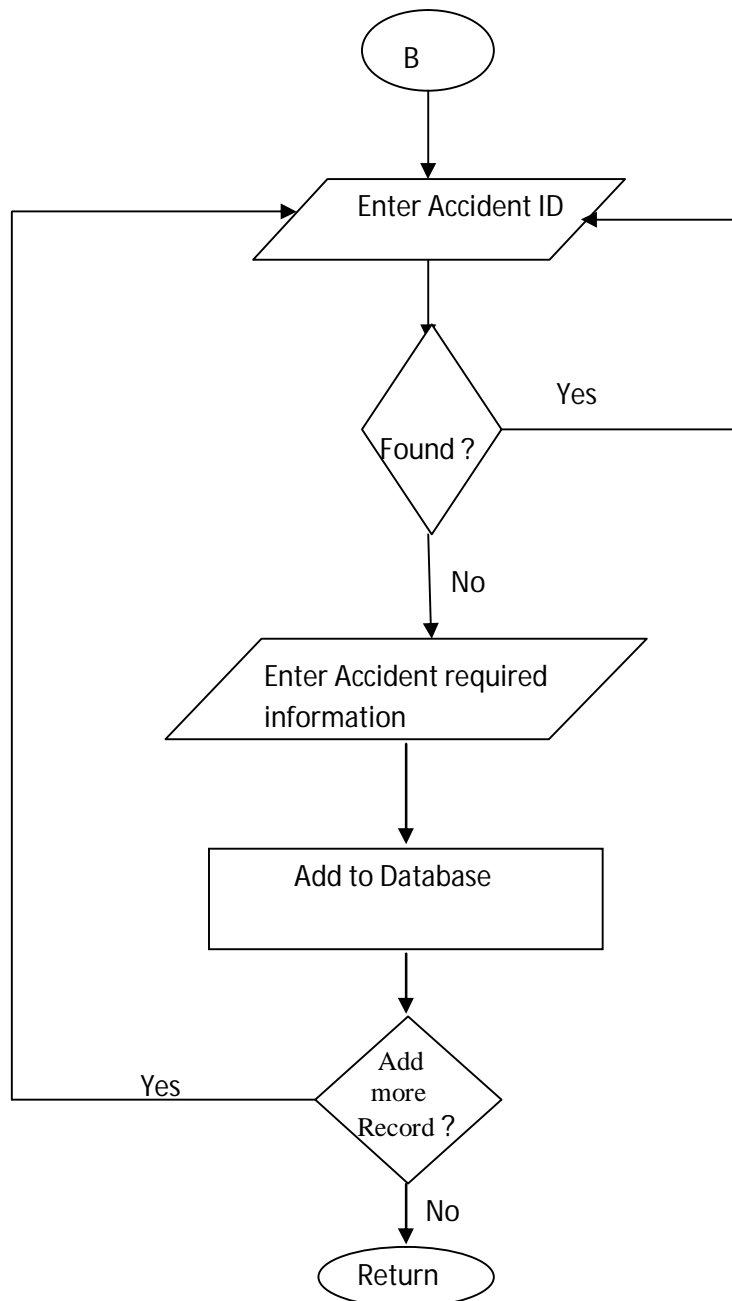 B
Enter Accident ID
Yes
Found ?
No
Enter Accident required
information
Add to Database
Add
more
Record ?
Yes
No
Return